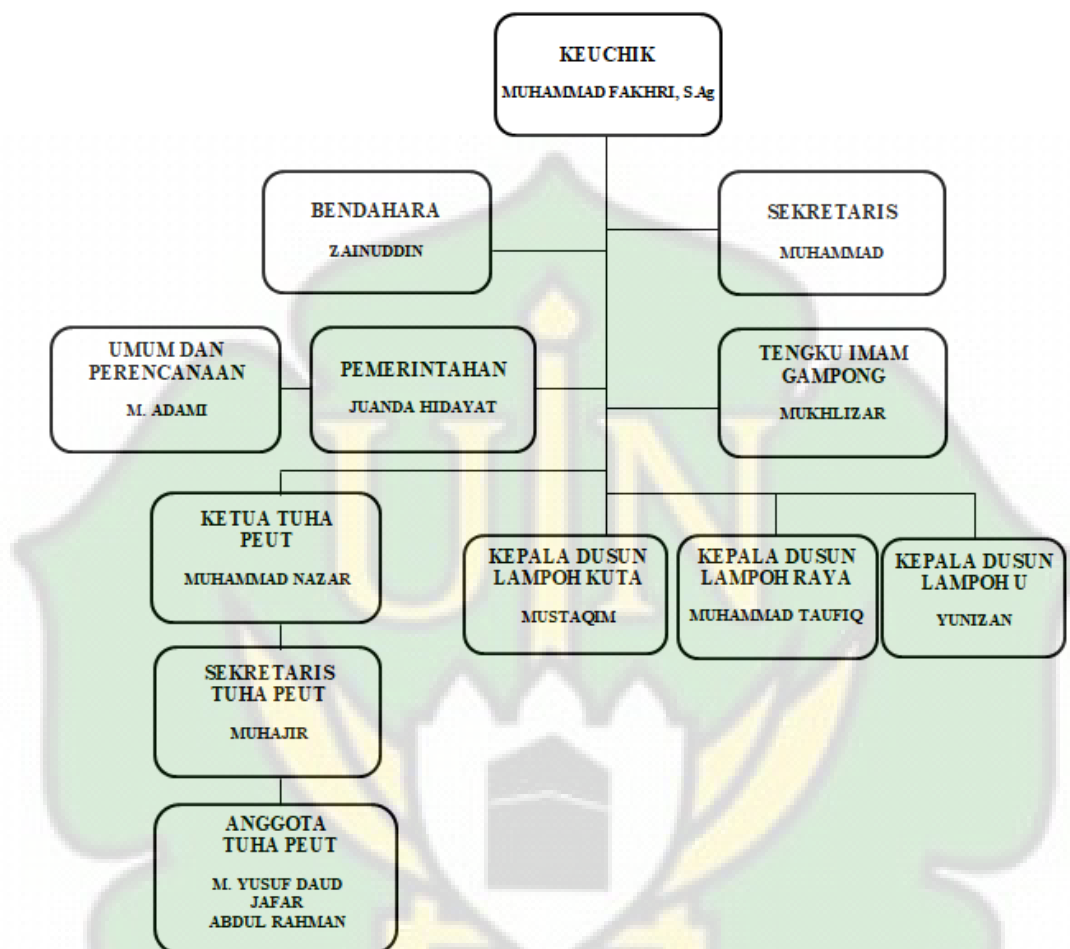 KEUCHIK
MUHAMMAD FAKHRI, S.Ag
BENDAHARA
ZAINUDDIN
SEKRETARIS
MUHAMMAD
UMUM DAN
PERENCANAAN
M. ADAMI
PEMERINTAHAN
JUANDA HIDAYAT
TENGKU IMAM
GAMPONG
MUKHLIZAR
KETUA TUHA
PEUT
MUHAMMAD NAZAR
KEPALA DUSUN
LAMPOH KUTA
MUSTAQIM
KEPALA DUSUN
LAMPOH RAYA
MUHAMMAD TAUFIQ
KEPALA DUSUN
LAMPOH U
YUNIZAN
SEKRETARIS
TUHA PEUT
MUHAJIR
ANGGOTA
TUHA PEUT
M. YUSUF DAUD
JAFAR
ABDUL RAHMAN
UIN